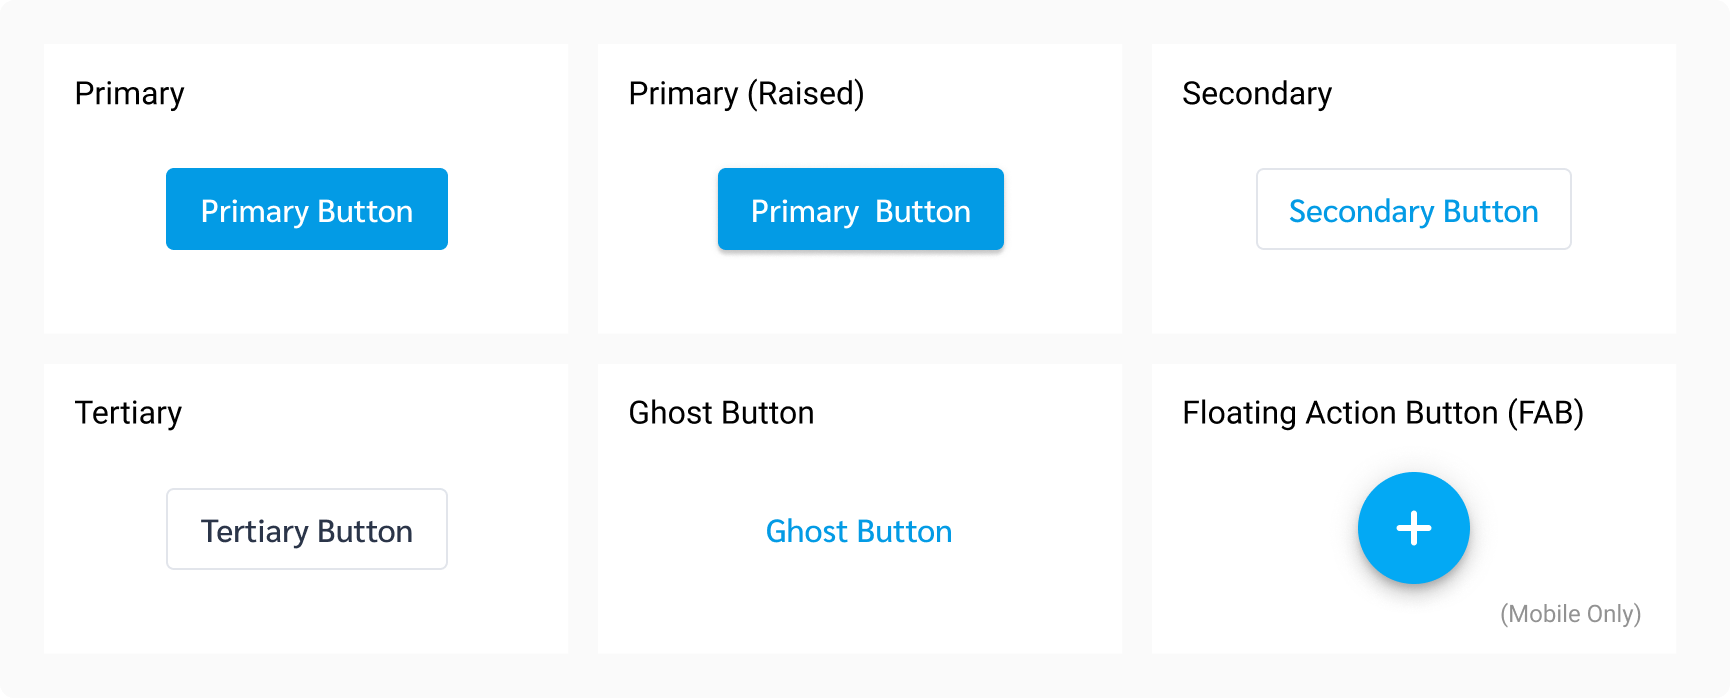 Primary
Primary Button
Primary (Raised)
Primary  Button
Secondary
Secondary Button
Tertiary
Tertiary Button
Ghost Button
Ghost Button
Floating Action Button (FAB)
(Mobile Only)